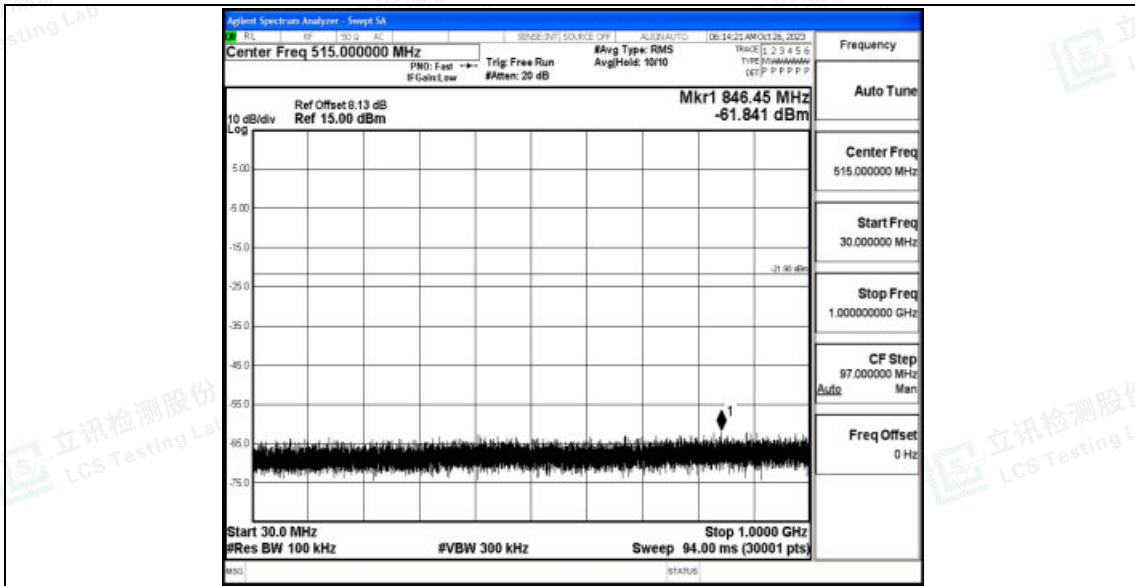 Agilent Spectrum Analyzer - Swept SA
RL RF 50 Ω AC SENSE:INT SOURCE OFF ALIGNAUTO 06:14:21 AM Oct 26, 2023
Center Freq 515.000000 MHz
PNO: Fast
IFGain:Low
Trig: Free Run
#Atten: 20 dB
#Avg Type: RMS
Avg|Hold: 10/10
TRACE 1 2 3 4 5 6
TYPE
DET P P P P P P
Ref Offset 8.13 dB
10 dB/div Ref 15.00 dBm
Log
Mkr1 846.45 MHz
-61.841 dBm
5.00
-5.00
-15.0
-25.0
-35.0
-45.0
-55.0
-65.0
-75.0
1
Start 30.0 MHz
Stop 1.0000 GHz
#Res BW 100 kHz
#VBW 300 kHz
Sweep 94.00 ms (30001 pts)
MSG
STATUS
Frequency
Auto Tune
Center Freq
515.000000 MHz
Start Freq
30.000000 MHz
Stop Freq
1.000000000 GHz
CF Step
97.000000 MHz
Auto Man
Freq Offset
0 Hz
立讯检测股份
LCS Testing Lab
立讯检测股份
LCS Testing L
sting Lab